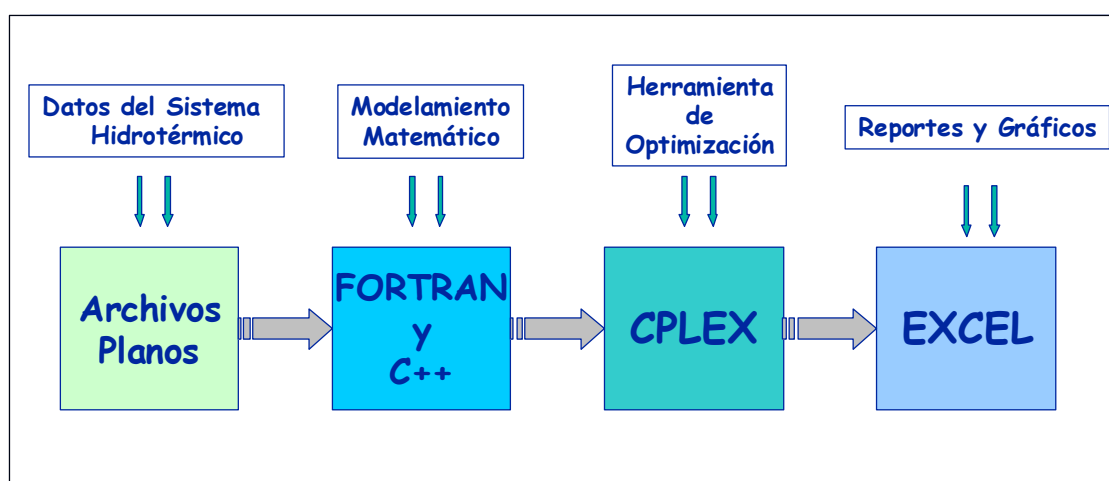 Datos del Sistema
Hidrotérmico
Modelamiento
Matemático
Herramienta
de
Optimización
Reportes y Gráficos
Archivos
Planos
FORTRAN
y
C++
CPLEX
EXCEL